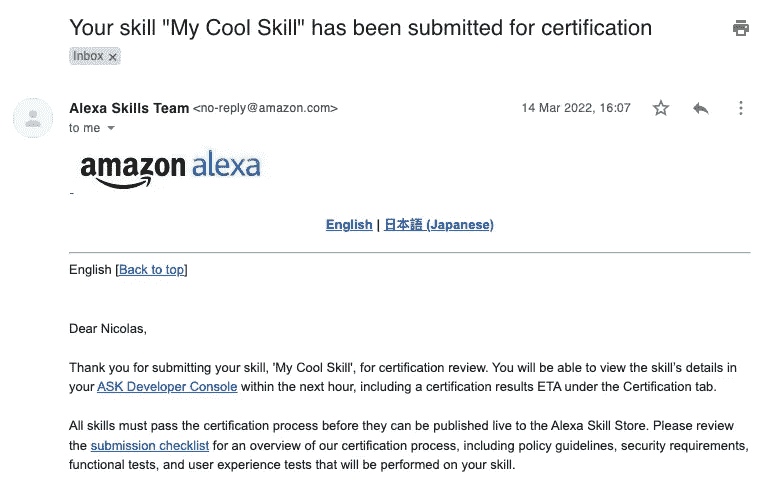 Your skill "My Cool Skill" has been submitted for certification
Inbox x
Alexa Skills Team <no-reply@amazon.com>
14 Mar 2022, 16:07
to me
amazon alexa
-
English | 日本語 (Japanese)
English [Back to top]
Dear Nicolas,
Thank you for submitting your skill, 'My Cool Skill', for certification review. You will be able to view the skill's details in
your ASK Developer Console within the next hour, including a certification results ETA under the Certification tab.
All skills must pass the certification process before they can be published live to the Alexa Skill Store. Please review
the submission checklist for an overview of our certification process, including policy guidelines, security requirements,
functional tests, and user experience tests that will be performed on your skill.